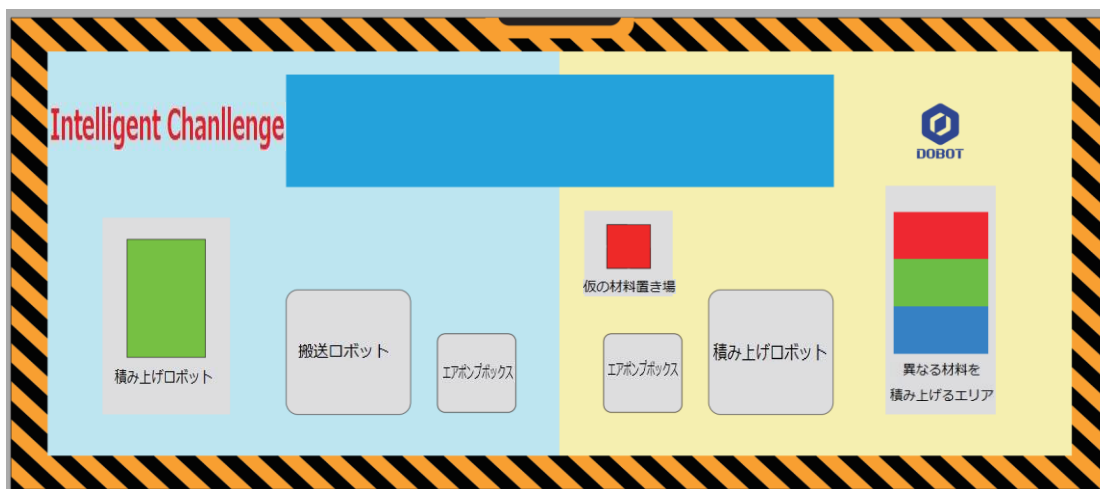 Intelligent Chanllenge
DOBOT
仮の材料置き場
積み上げロボット
搬送ロボット
エアポンプボックス
エアポンプボックス
積み上げロボット
異なる材料を
積み上げるエリア